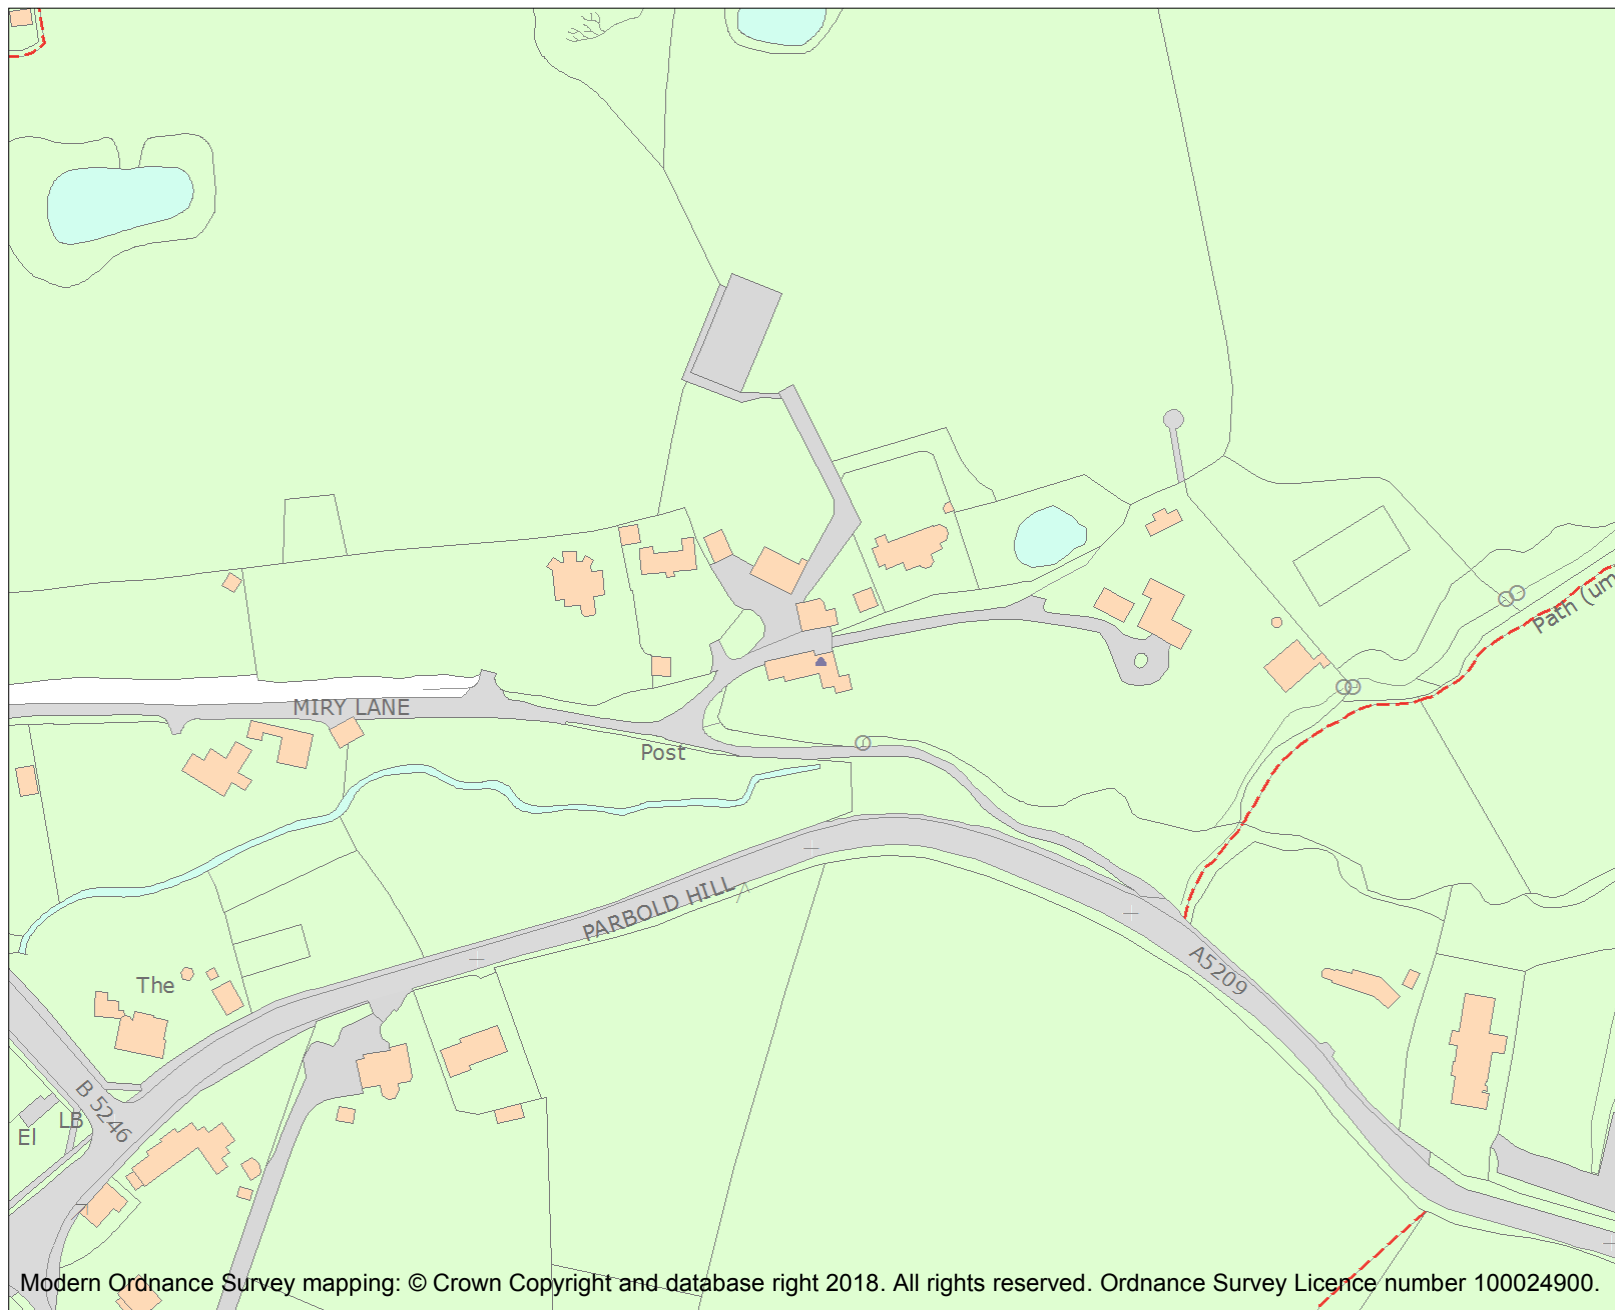 Path (um
MIRY LANE
Post
PARBOLD HILL
A5209
The
B 5246
LB
El
Modern Ordnance Survey mapping: © Crown Copyright and database right 2018. All rights reserved. Ordnance Survey Licence number 100024900.